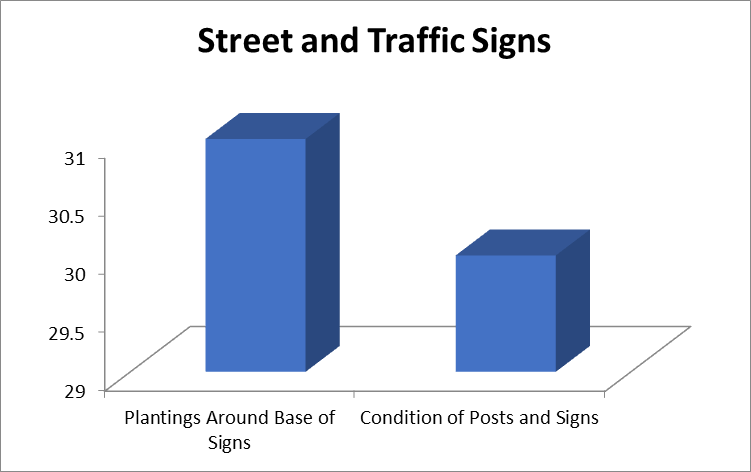 Street and Traffic Signs
31
30.5
30
29.5
29
Plantings Around Base of
Signs
Condition of Posts and Signs